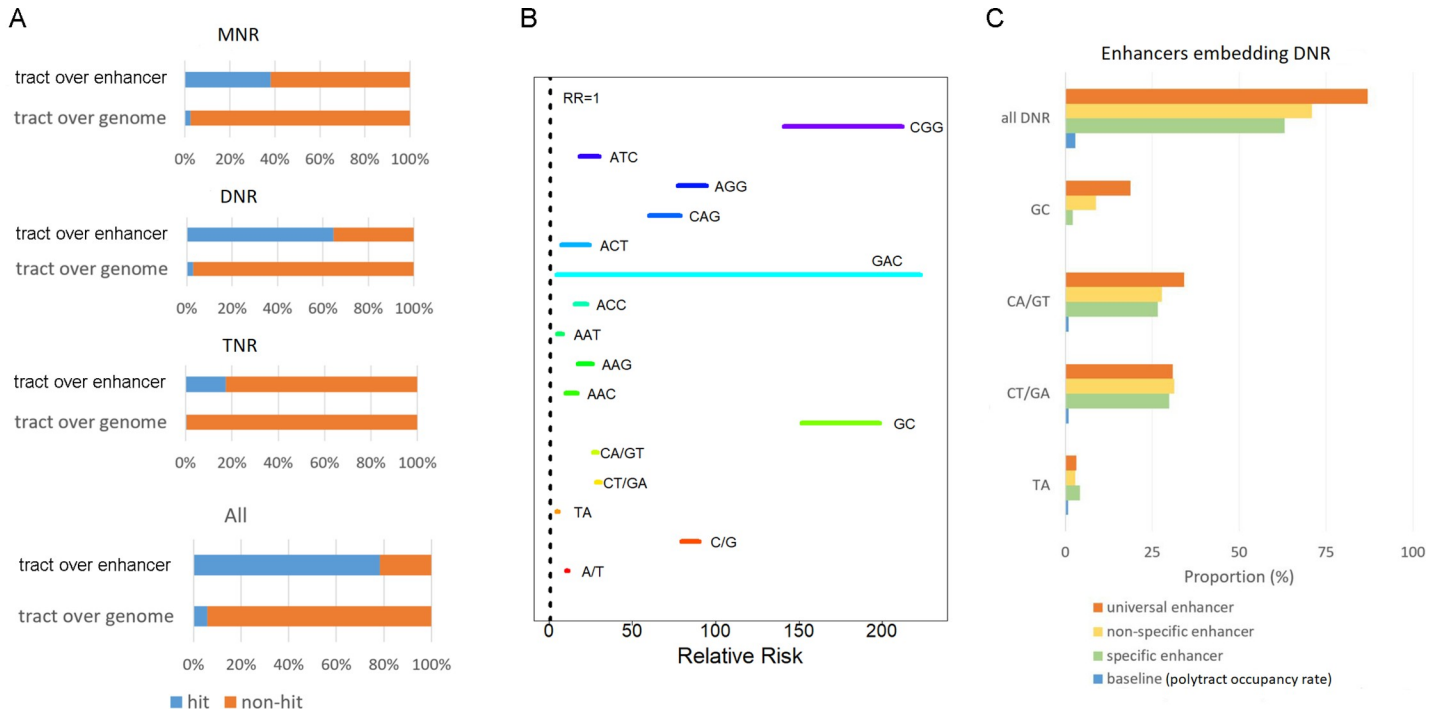 A
MNR
tract over enhancer
tract over genome
0% 20% 40% 60% 80% 100%
DNR
tract over enhancer
tract over genome
0% 20% 40% 60% 80% 100%
TNR
tract over enhancer
tract over genome
0% 20% 40% 60% 80% 100%
All
tract over enhancer
tract over genome
0% 20% 40% 60% 80% 100%
hit non-hit
B
RR=1
CGG
ATC
AGG
CAG
ACT
GAC
ACC
AAT
AAG
AAC
GC
CA/GT
CT/GA
TA
C/G
A/T
0 50 100 150 200
Relative Risk
C
Enhancers embedding DNR
all DNR
GC
CA/GT
CT/GA
TA
0 25 50 75 100
Proportion (%)
universal enhancer
non-specific enhancer
specific enhancer
baseline (polytract occupancy rate)